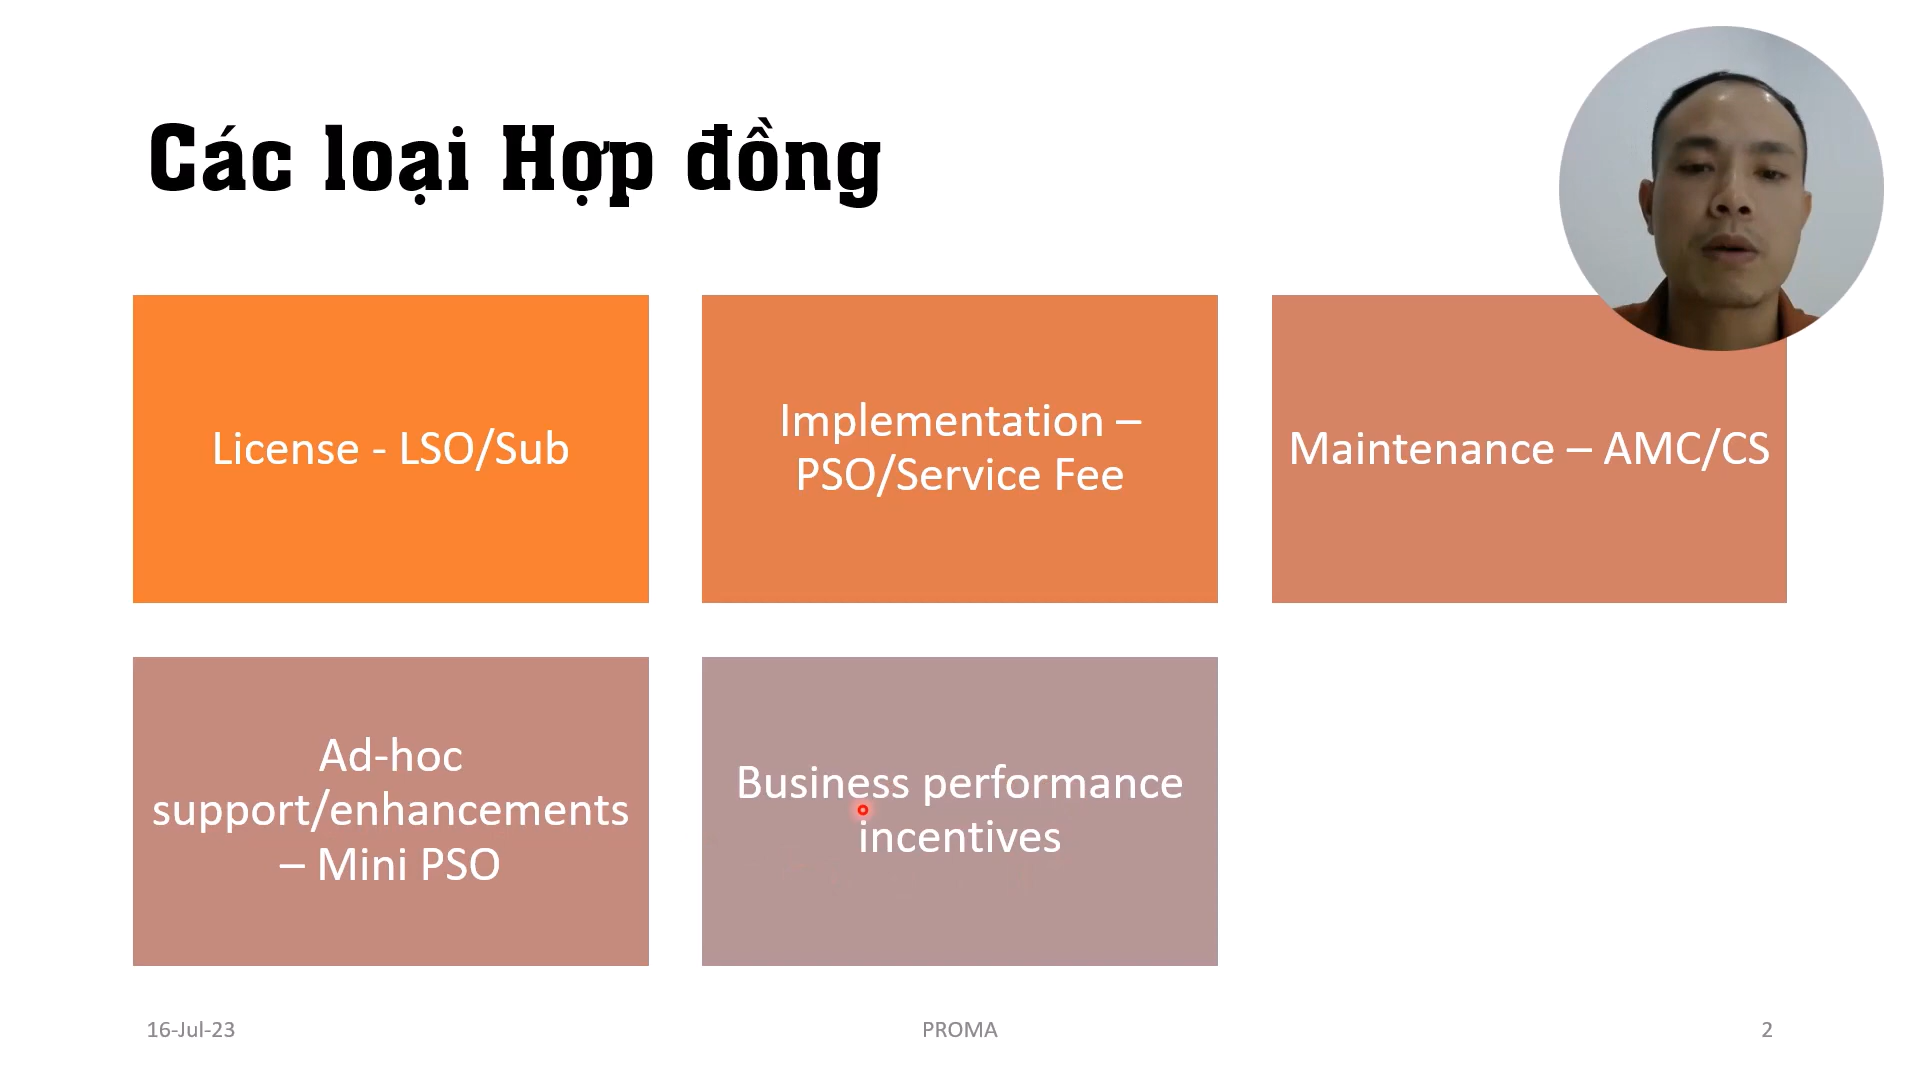 Các loại Hợp đồng
License - LSO/Sub
Implementation –
PSO/Service Fee
Maintenance – AMC/CS
Ad-hoc
support/enhancements
– Mini PSO
Business performance
incentives
16-Jul-23
PROMA
2